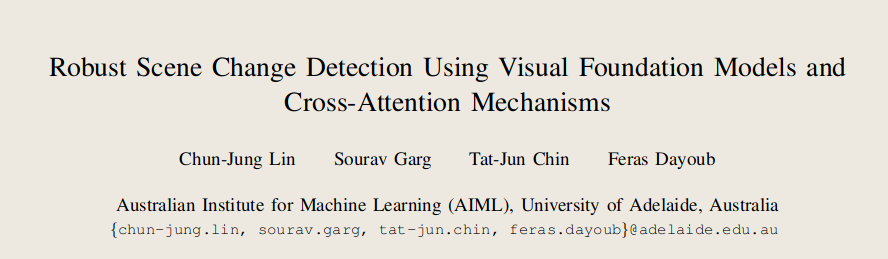 Robust Scene Change Detection Using Visual Foundation Models and
Cross-Attention Mechanisms
Chun-Jung Lin Sourav Garg Tat-Jun Chin Feras Dayoub
Australian Institute for Machine Learning (AIML), University of Adelaide, Australia
{chun-jung.lin, sourav.garg, tat-jun.chin, feras.dayoub}@adelaide.edu.au